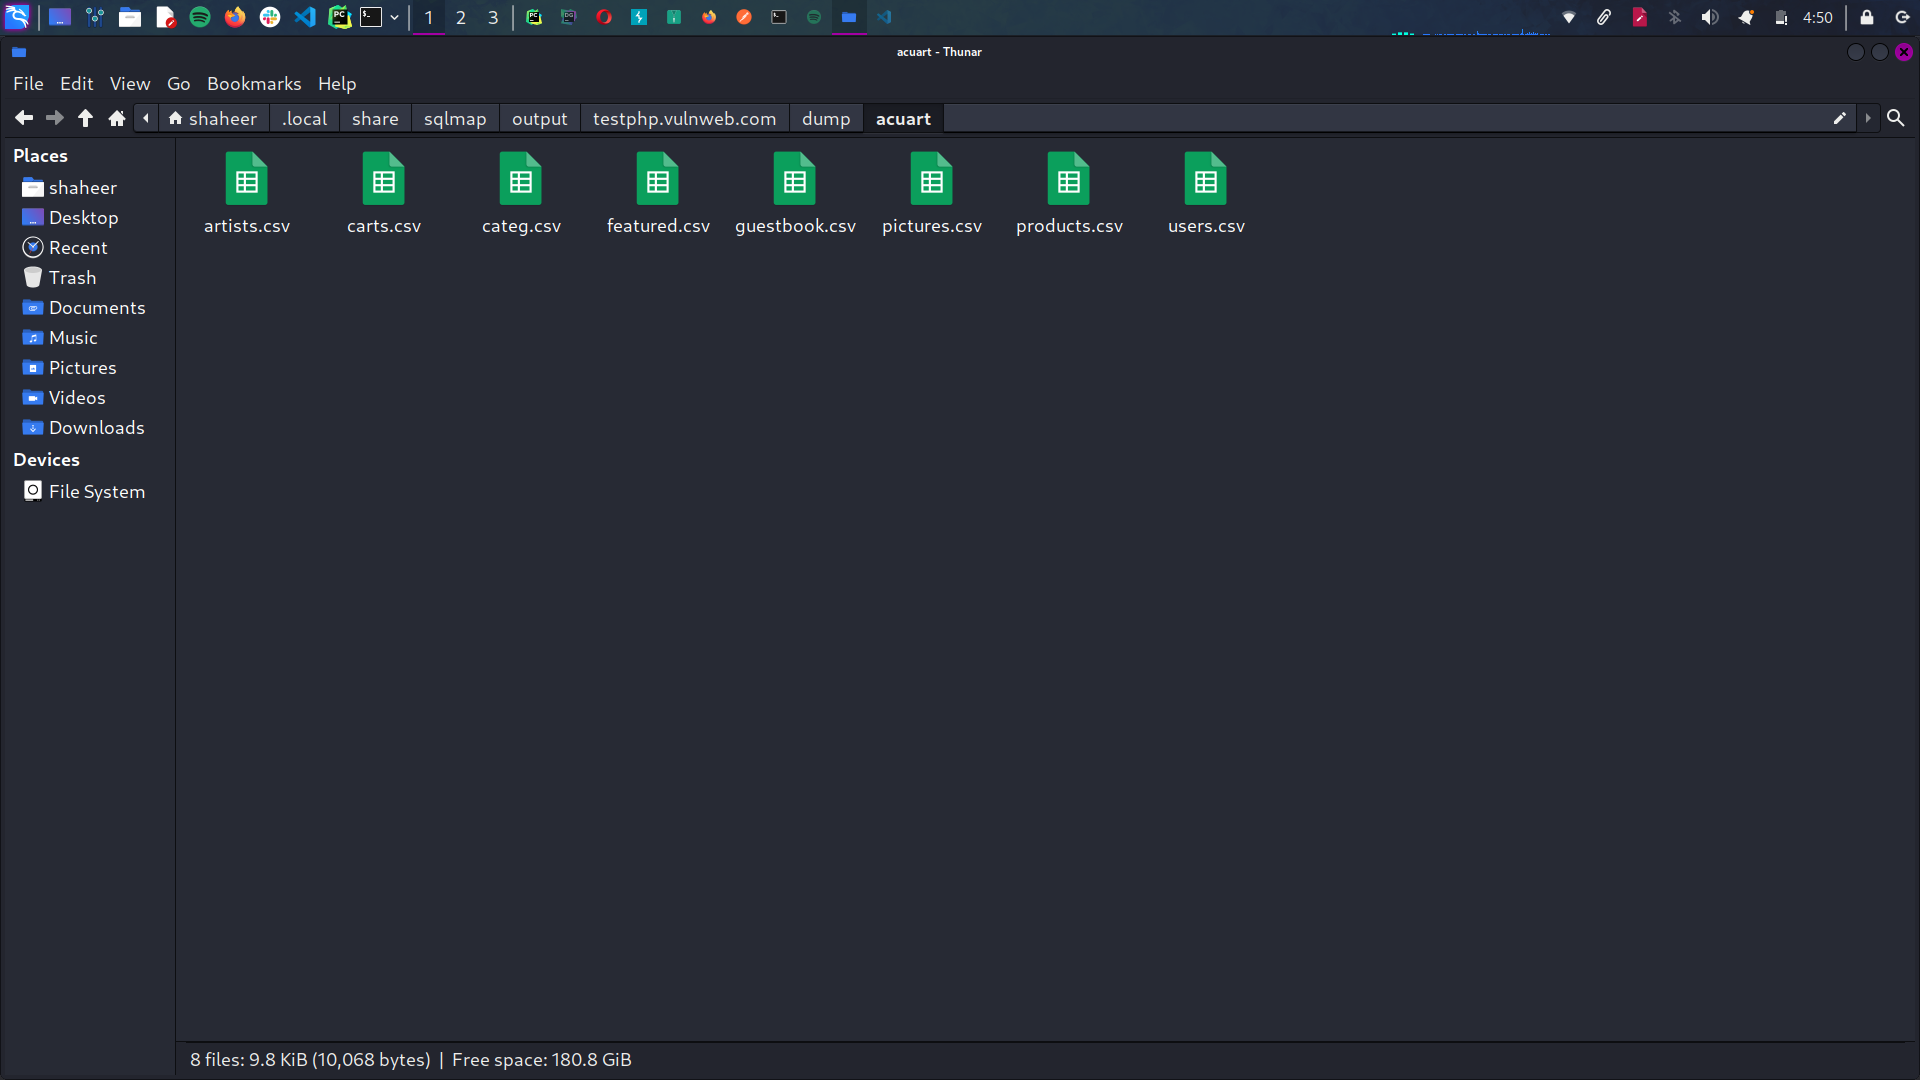 1 2 3 4:50
acuart - Thunar
File Edit View Go Bookmarks Help
shaheer .local share sqlmap output testphp.vulnweb.com dump acuart
Places
shaheer
Desktop
Recent
Trash
Documents
Music
Pictures
Videos
Downloads
Devices
File System
artists.csv carts.csv categ.csv featured.csv guestbook.csv pictures.csv products.csv users.csv
8 files: 9.8 KiB (10,068 bytes) | Free space: 180.8 GiB